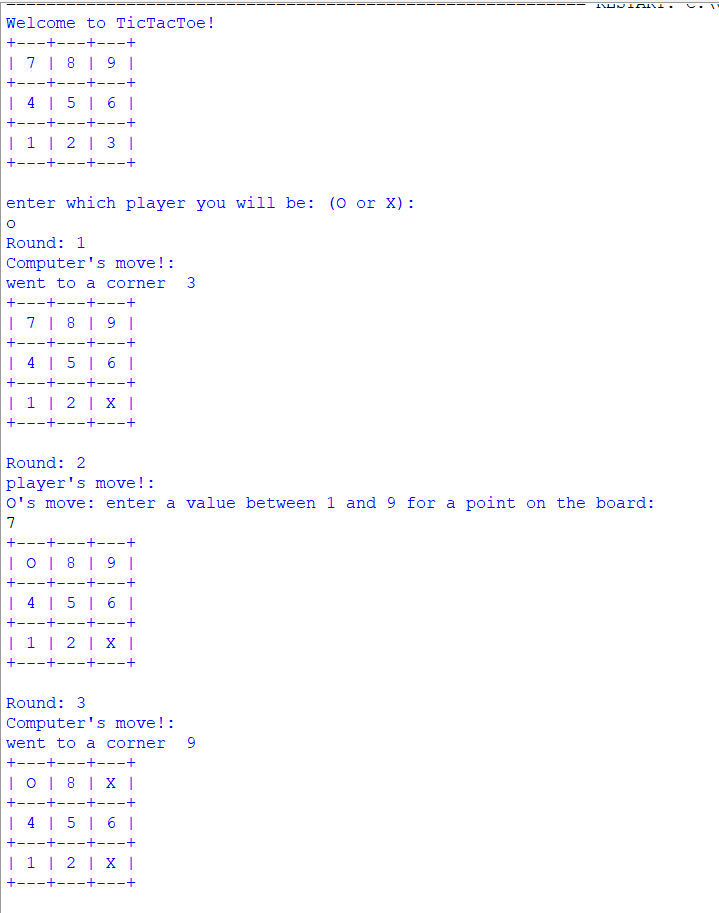 Welcome to TicTacToe!
+---+---+---+
| 7 | 8 | 9 |
+---+---+---+
| 4 | 5 | 6 |
+---+---+---+
| 1 | 2 | 3 |
+---+---+---+
enter which player you will be: (O or X):
o
Round: 1
Computer's move!:
went to a corner  3
+---+---+---+
| 7 | 8 | 9 |
+---+---+---+
| 4 | 5 | 6 |
+---+---+---+
| 1 | 2 | X |
+---+---+---+
Round: 2
player's move!:
O's move: enter a value between 1 and 9 for a point on the board:
7
+---+---+---+
| O | 8 | 9 |
+---+---+---+
| 4 | 5 | 6 |
+---+---+---+
| 1 | 2 | X |
+---+---+---+
Round: 3
Computer's move!:
went to a corner  9
+---+---+---+
| O | 8 | X |
+---+---+---+
| 4 | 5 | 6 |
+---+---+---+
| 1 | 2 | X |
+---+---+---+